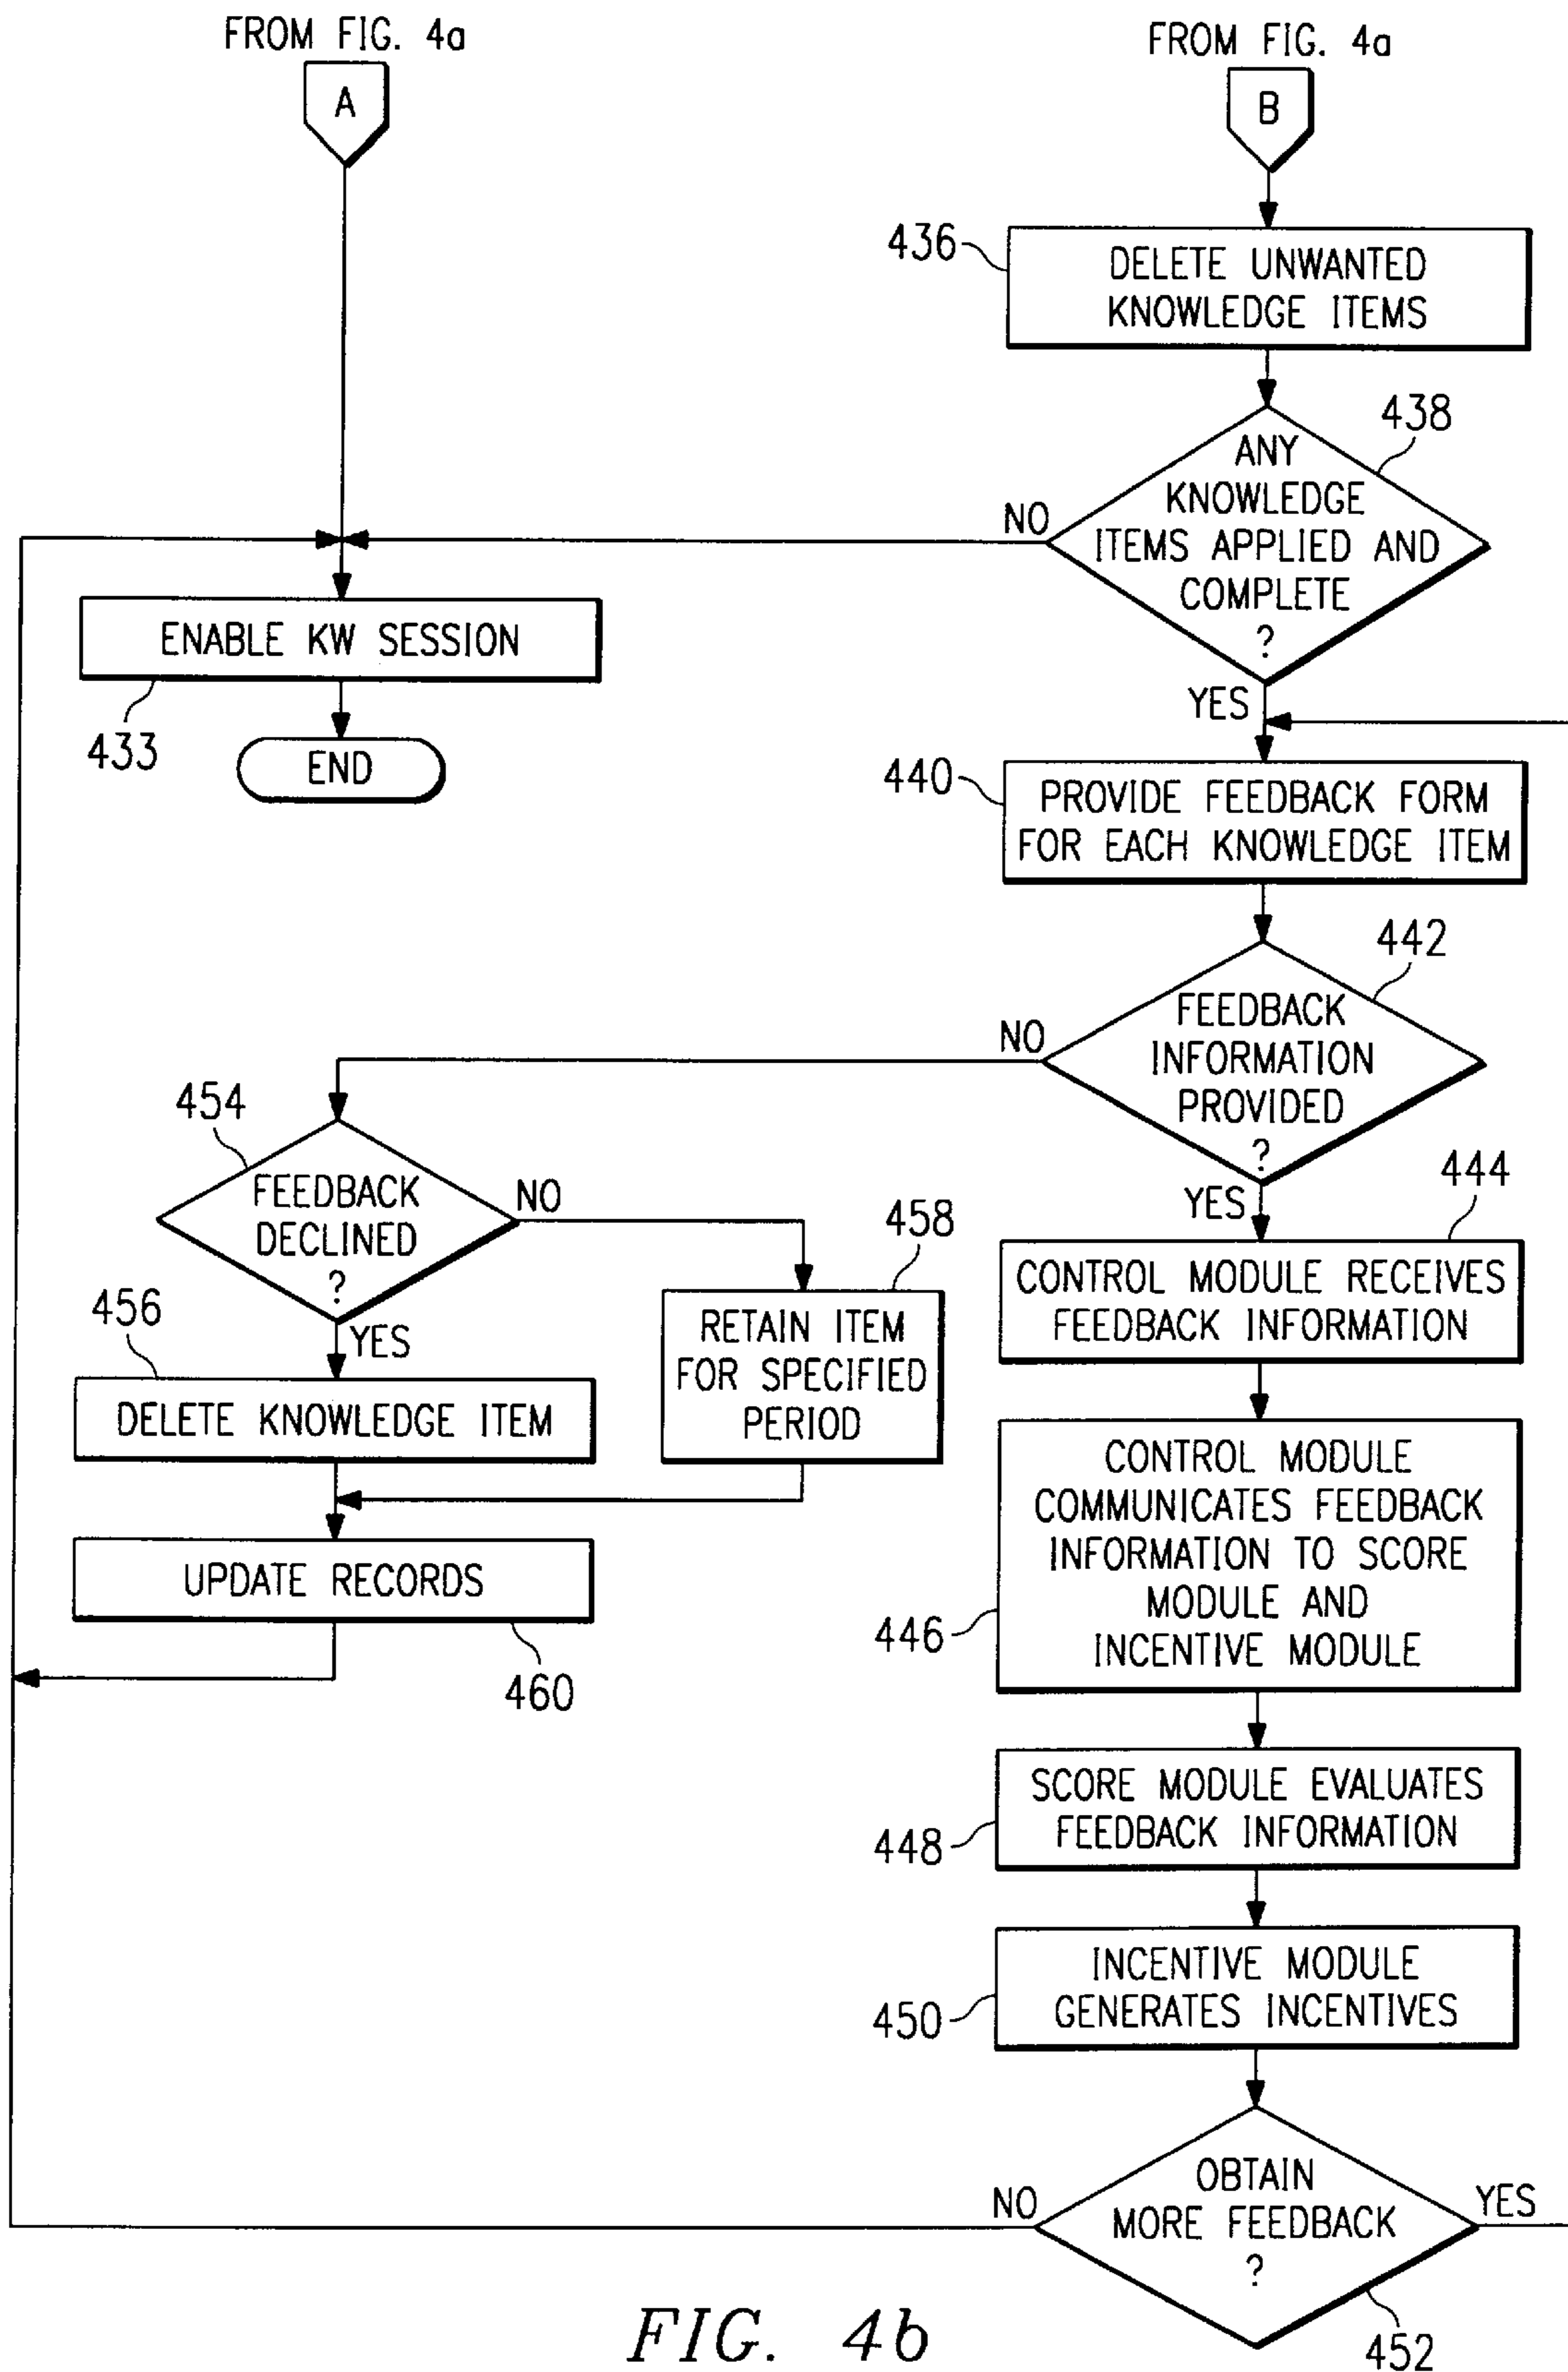 FROM FIG. 4a
A
FROM FIG. 4a
B
436
DELETE UNWANTED
KNOWLEDGE ITEMS
438
ANY
KNOWLEDGE
ITEMS APPLIED AND
COMPLETE
?
NO
YES
ENABLE KW SESSION
433
END
440
PROVIDE FEEDBACK FORM
FOR EACH KNOWLEDGE ITEM
442
FEEDBACK
INFORMATION
PROVIDED
?
NO
YES
454
FEEDBACK
DECLINED
?
NO
YES
458
RETAIN ITEM
FOR SPECIFIED
PERIOD
456
DELETE KNOWLEDGE ITEM
UPDATE RECORDS
460
444
CONTROL MODULE RECEIVES
FEEDBACK INFORMATION
CONTROL MODULE
COMMUNICATES FEEDBACK
INFORMATION TO SCORE
MODULE AND
INCENTIVE MODULE
446
SCORE MODULE EVALUATES
FEEDBACK INFORMATION
448
INCENTIVE MODULE
GENERATES INCENTIVES
450
OBTAIN
MORE FEEDBACK
?
NO
YES
452
FIG. 4b